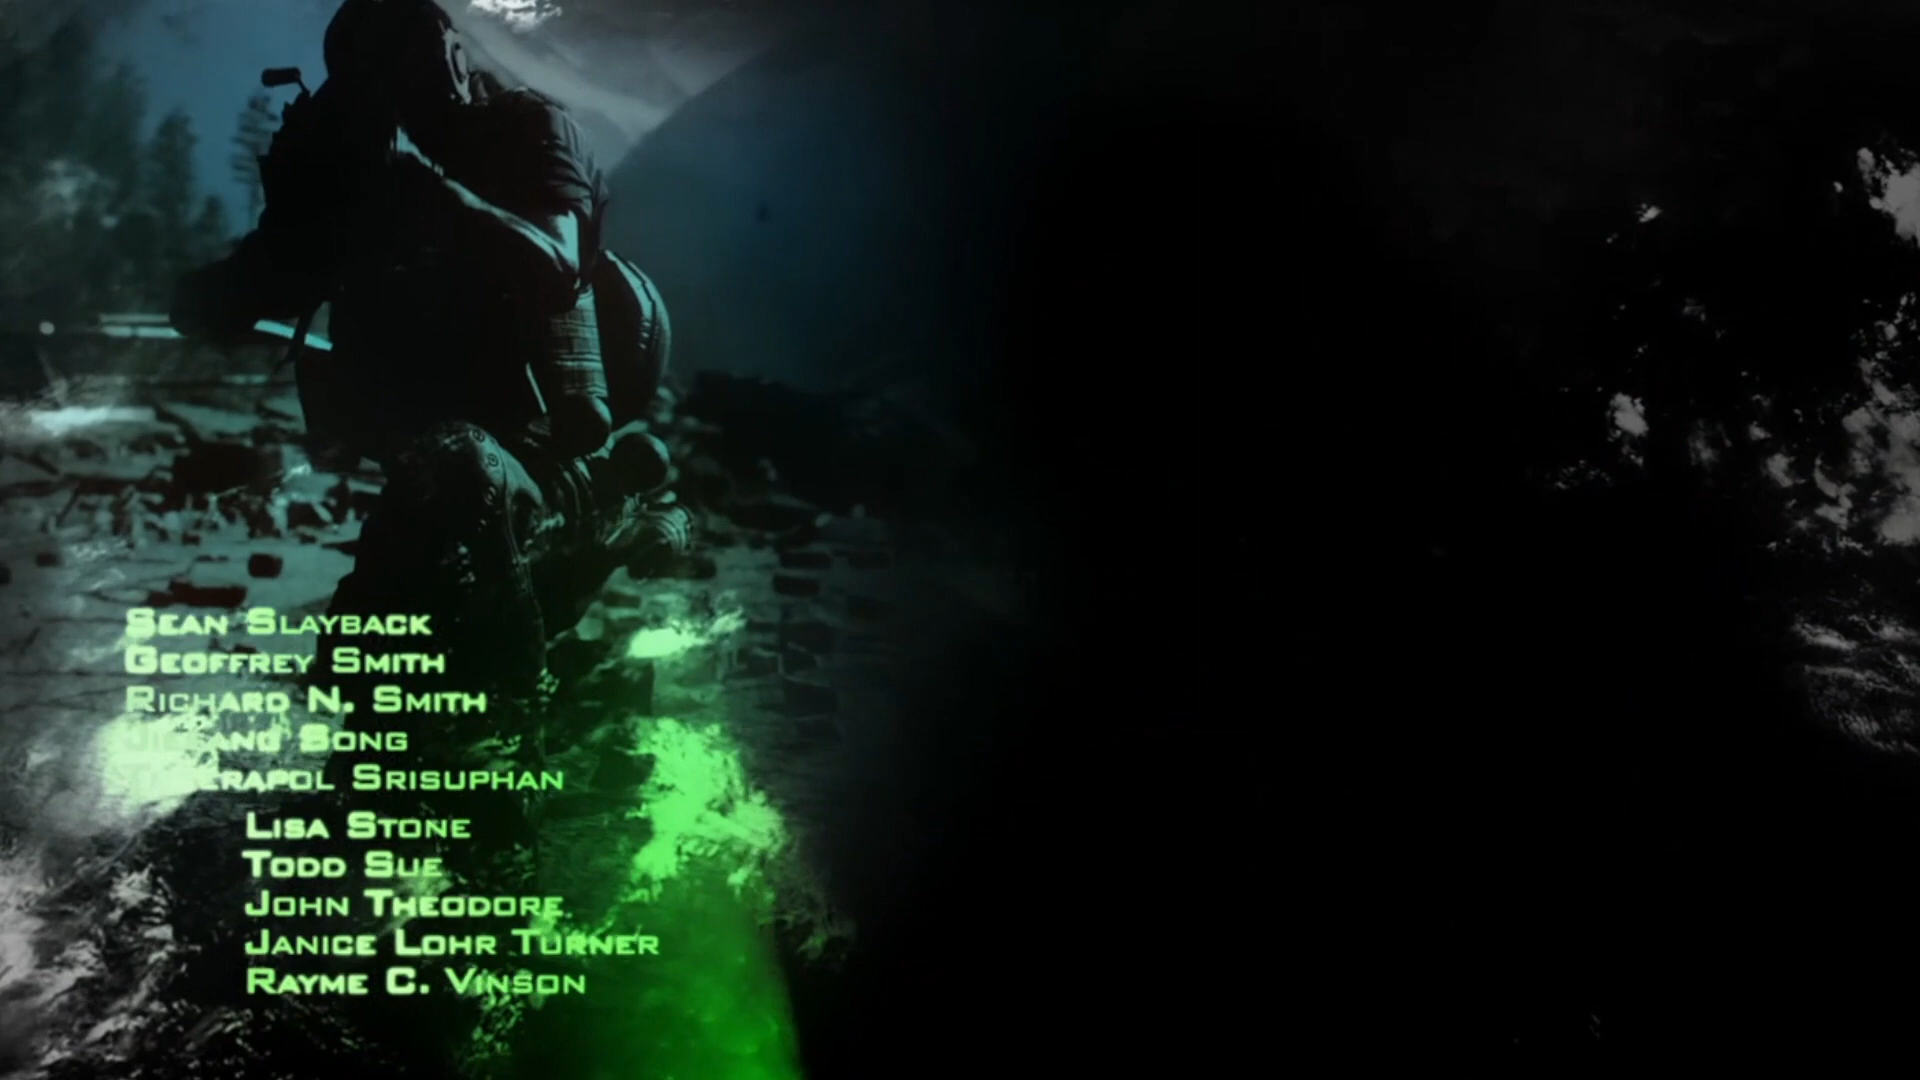 Sean Slayback
Geoffrey Smith
Richard N. Smith
Song
Srisuphan
Lisa Stone
Todd Sue
John Theodore
Janice Lohr Turner
Rayme C. Vinson